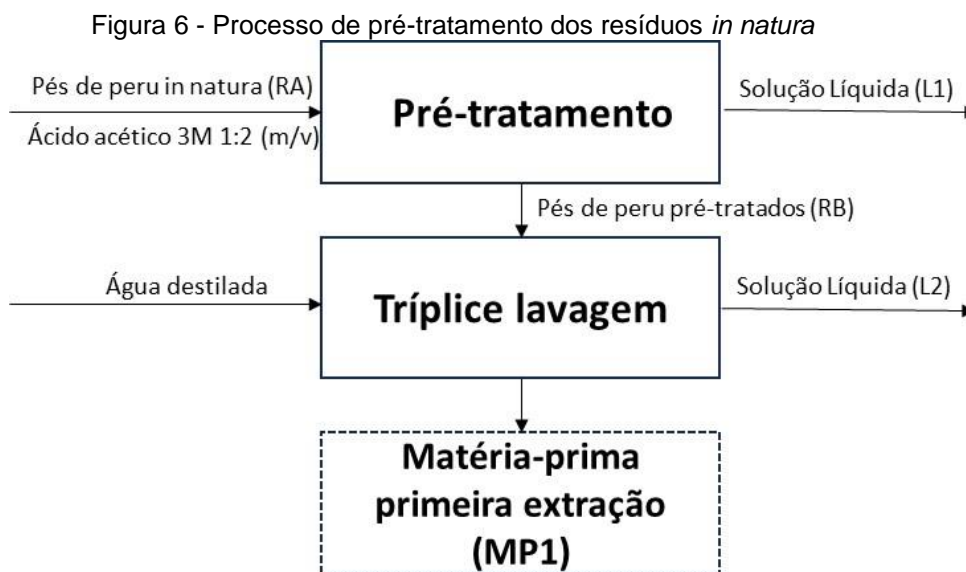 Figura 6 - Processo de pré-tratamento dos resíduos in natura
Pés de peru in natura (RA)
Ácido acético 3M 1:2 (m/v)
Pré-tratamento
Solução Líquida (L1)
Pés de peru pré-tratados (RB)
Água destilada
Tríplice lavagem
Solução Líquida (L2)
Matéria-prima
primeira extração
(MP1)